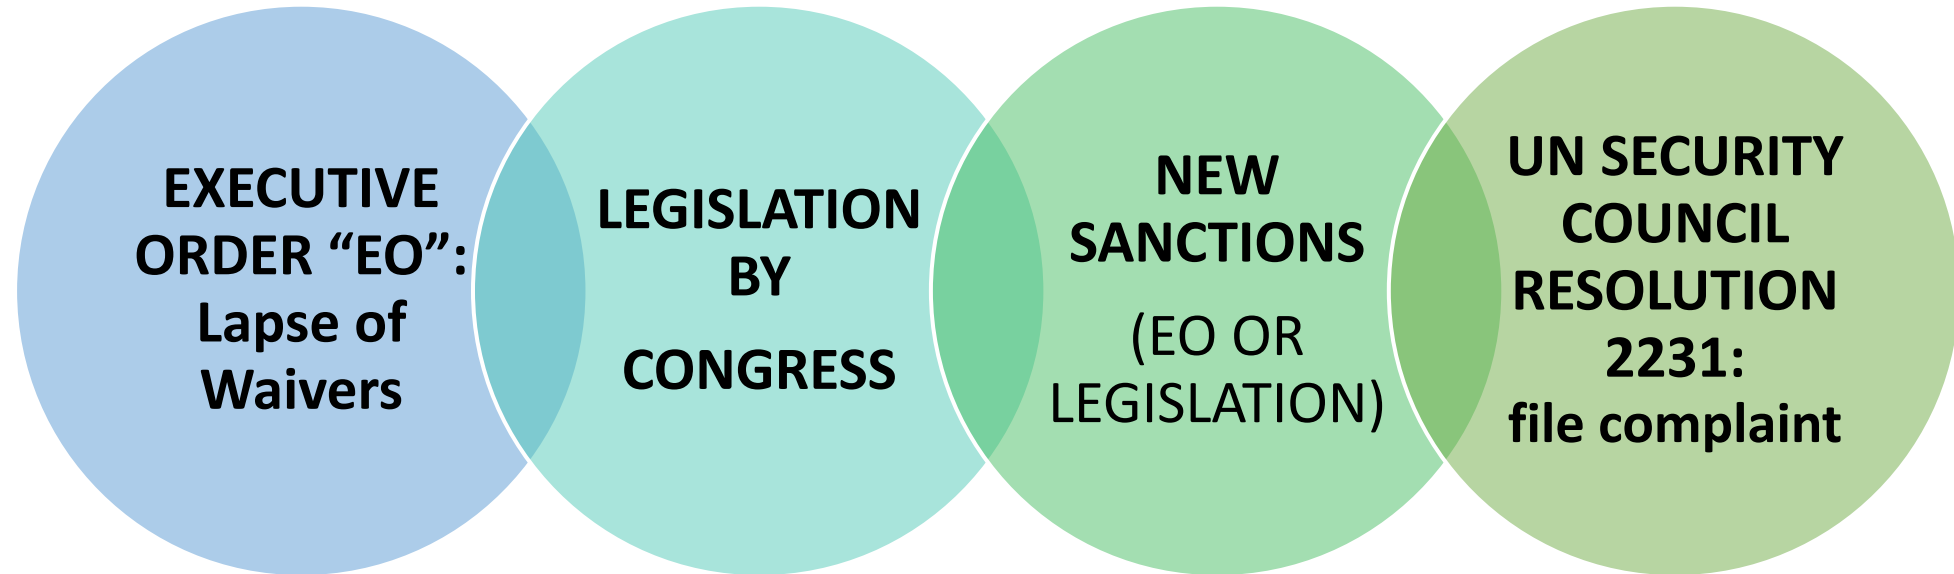 EXECUTIVE
ORDER “EO”:
Lapse of
Waivers
LEGISLATION
BY
CONGRESS
NEW
SANCTIONS
(EO OR
LEGISLATION)
UN SECURITY
COUNCIL
RESOLUTION
2231:
file complaint